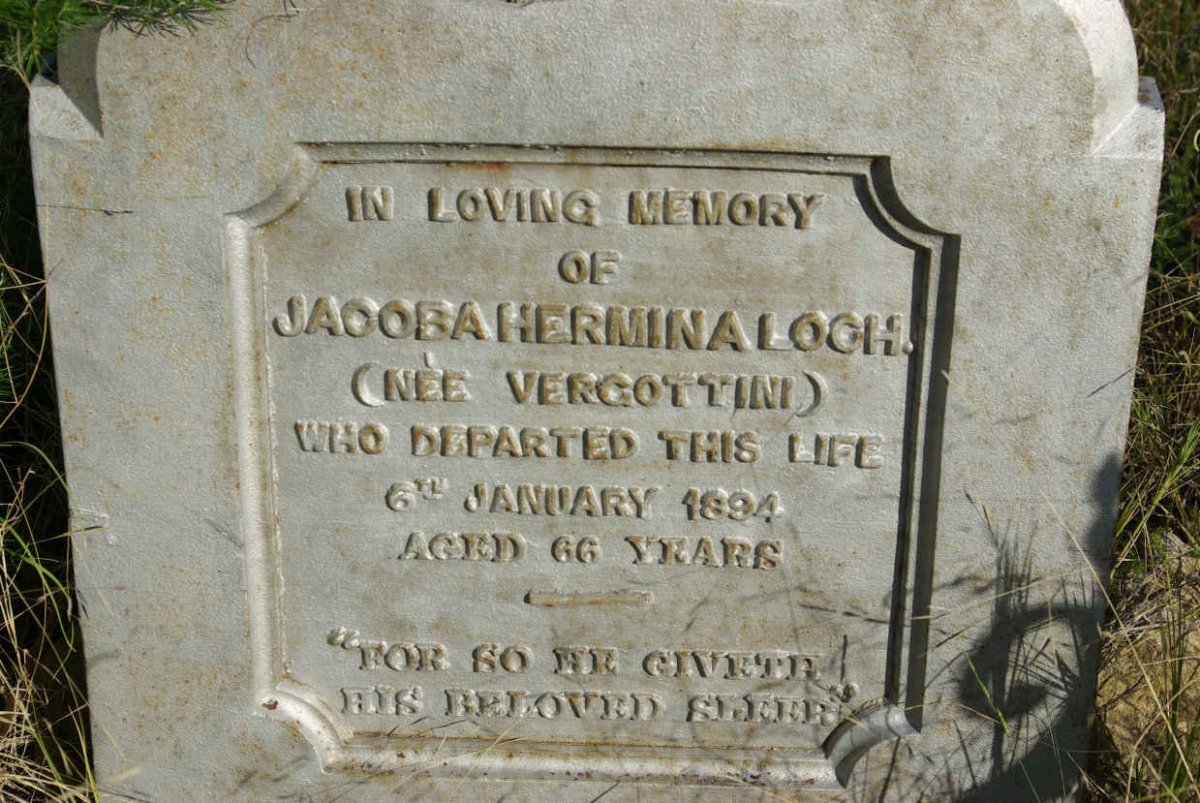 IN LOVING MEMORY
OF
JACOBA HERMINA LOCH.
(NÈE VERGOTTINI)
WHO DEPARTED THIS LIFE
6TH JANUARY 1894
AGED 66 YEARS
"FOR SO HE GIVETH
HIS BELOVED SLEEP"